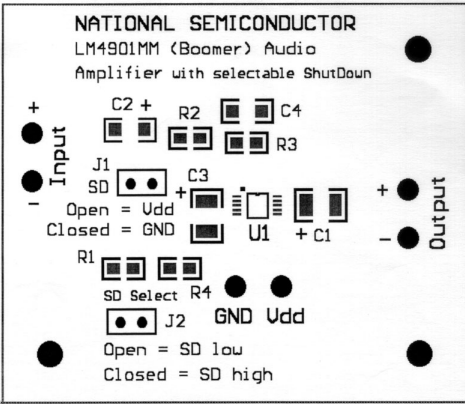 NATIONAL SEMICONDUCTOR
LM4901MM (Boomer) Audio
Amplifier with selectable ShutDown
C2 +
R2
C4
R3
+
Input
-
J1
SD
C3
+
Open = Vdd
Closed = GND
U1
+ C1
+
Output
-
R1
R4
SD Select
J2
GND Vdd
Open = SD low
Closed = SD high